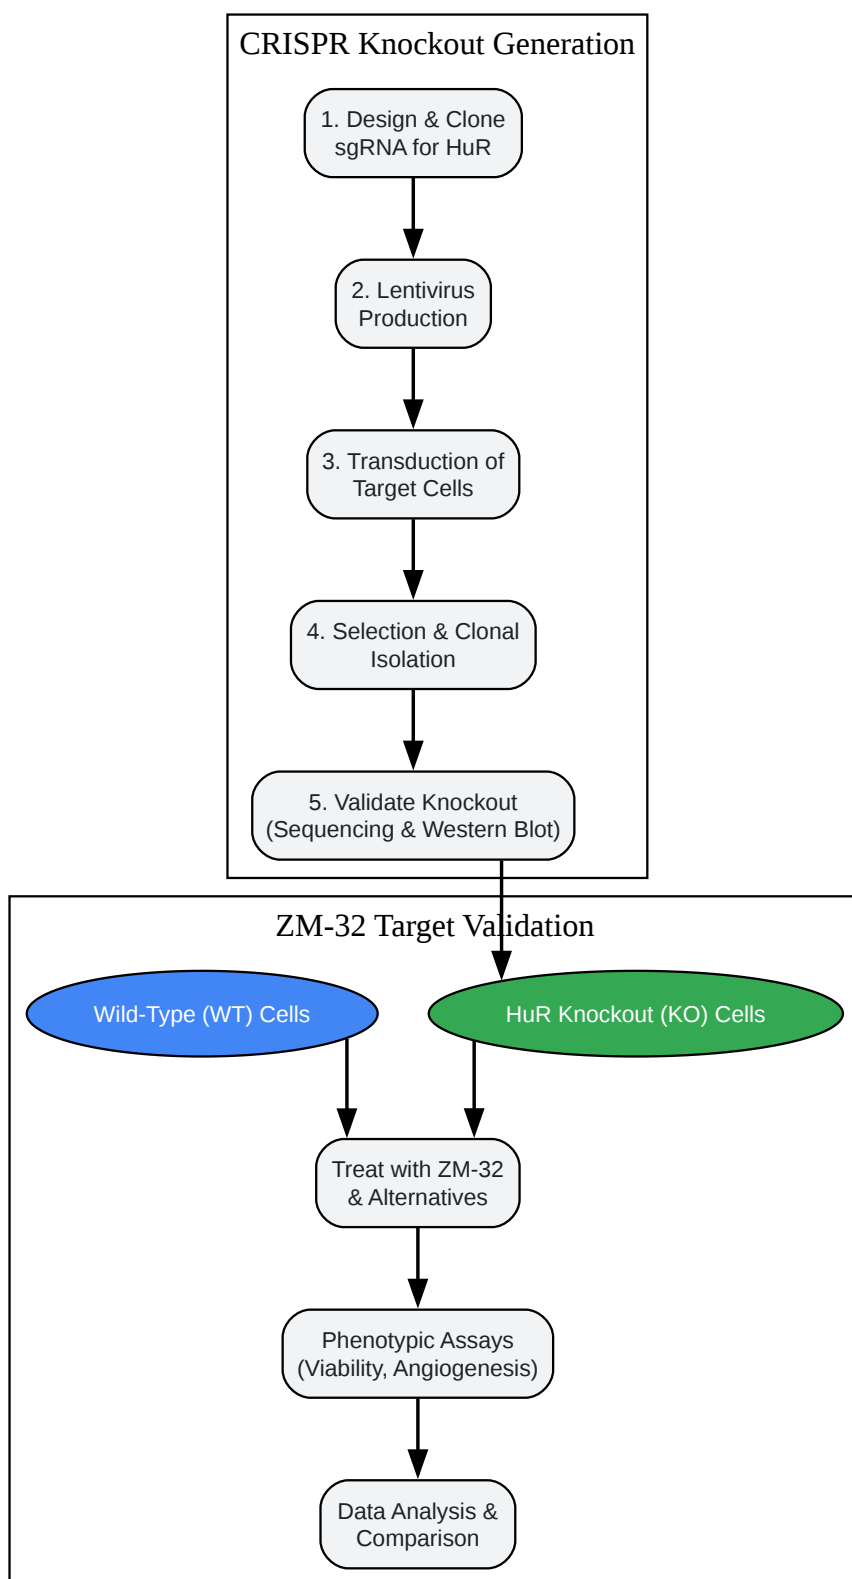 CRISPR Knockout Generation
1. Design & Clone
sgRNA for HuR
2. Lentivirus
Production
3. Transduction of
Target Cells
4. Selection & Clonal
Isolation
5. Validate Knockout
(Sequencing & Western Blot)
ZM-32 Target Validation
Wild-Type (WT) Cells
HuR Knockout (KO) Cells
Treat with ZM-32
& Alternatives
Phenotypic Assays
(Viability, Angiogenesis)
Data Analysis &
Comparison